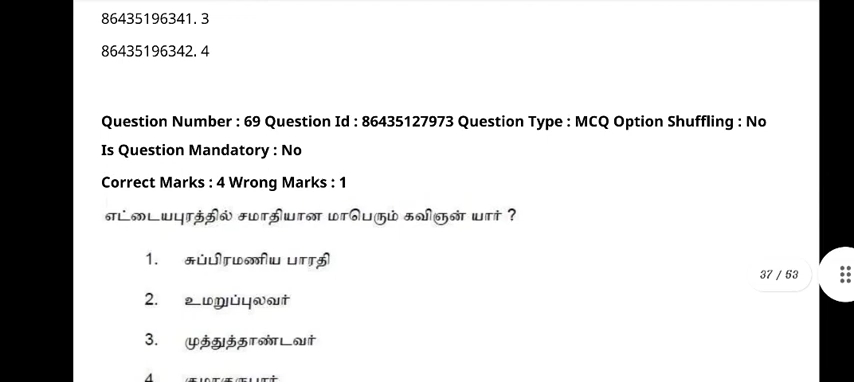 86435196341. 3
86435196342. 4
Question Number : 69 Question Id : 86435127973 Question Type : MCQ Option Shuffling : No
Is Question Mandatory : No
Correct Marks : 4 Wrong Marks : 1
எட்டையபுரத்தில் சமாதியான மாபெரும் கவிஞன் யார் ?
1. சுப்பிரமணிய பாரதி
2. உமறுப்புலவர்
3. முத்துத்தாண்டவர்
37 / 53
4.